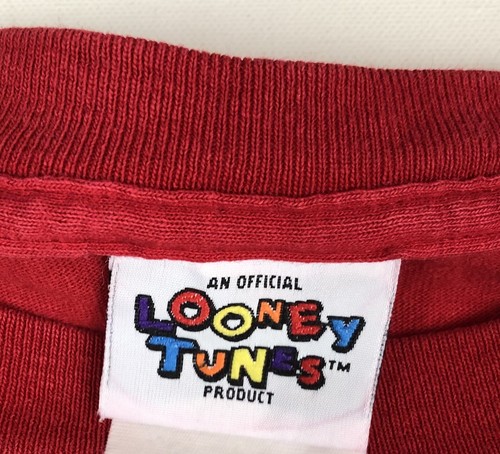 AN OFFICIAL
LOONEY
TUNES™
PRODUCT